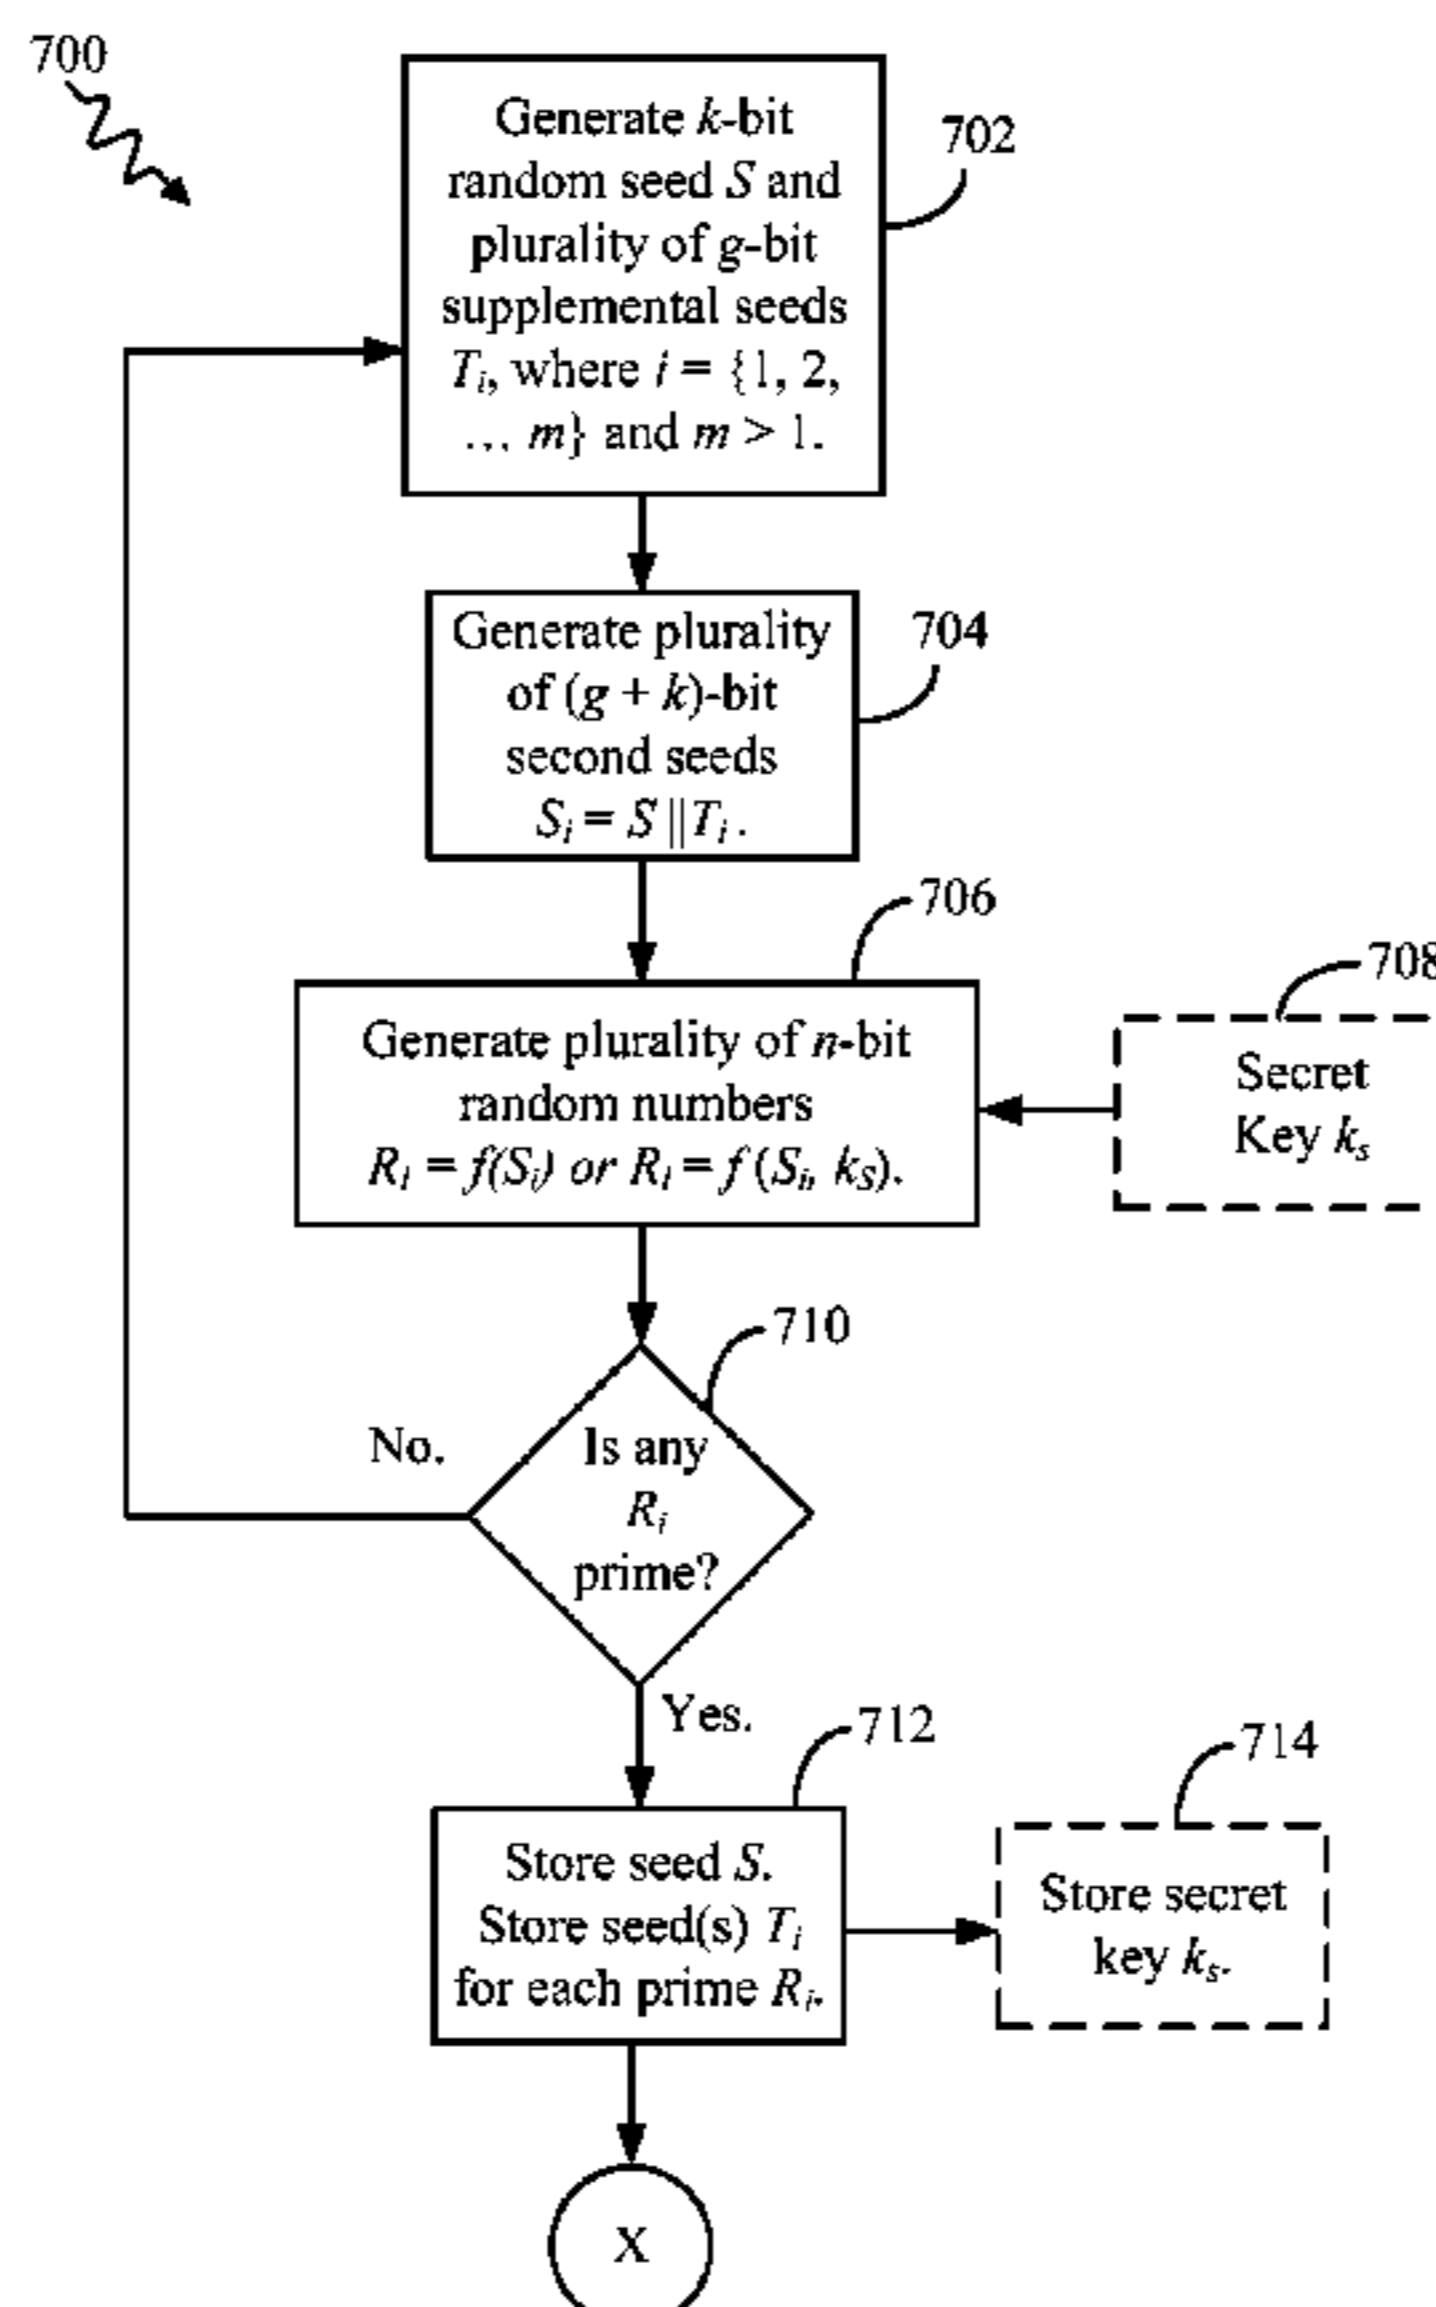 700
Generate k-bit
random seed S and
plurality of g-bit
supplemental seeds
Tᵢ, where i = {1, 2,
... m} and m > 1.
702
Generate plurality
of (g + k)-bit
second seeds
Sᵢ = S || Tᵢ.
704
706
Generate plurality of n-bit
random numbers
Rᵢ = f(Sᵢ) or Rᵢ = f (Sᵢ, kS).
708
Secret
Key kₛ
710
No.
Is any
Rᵢ
prime?
Yes.
712
Store seed S.
Store seed(s) Tᵢ
for each prime Rᵢ.
714
Store secret
key kₛ.
X